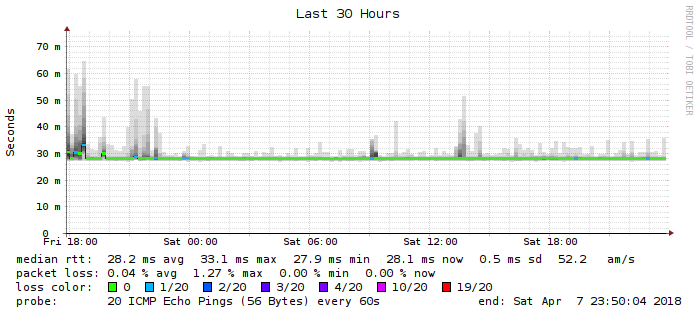 Last 30 Hours
RRDTOOL / TOBI OETIKER
Seconds
70 m
60 m
50 m
40 m
30 m
20 m
10 m
0
Fri 18:00 Sat 00:00 Sat 06:00 Sat 12:00 Sat 18:00
median rtt: 28.2 ms avg 33.1 ms max 27.9 ms min 28.1 ms now 0.5 ms sd 52.2 am/s
packet loss: 0.04 % avg 1.27 % max 0.00 % min 0.00 % now
loss color: 0 1/20 2/20 3/20 4/20 10/20 19/20
probe: 20 ICMP Echo Pings (56 Bytes) every 60s end: Sat Apr 7 23:50:04 2018